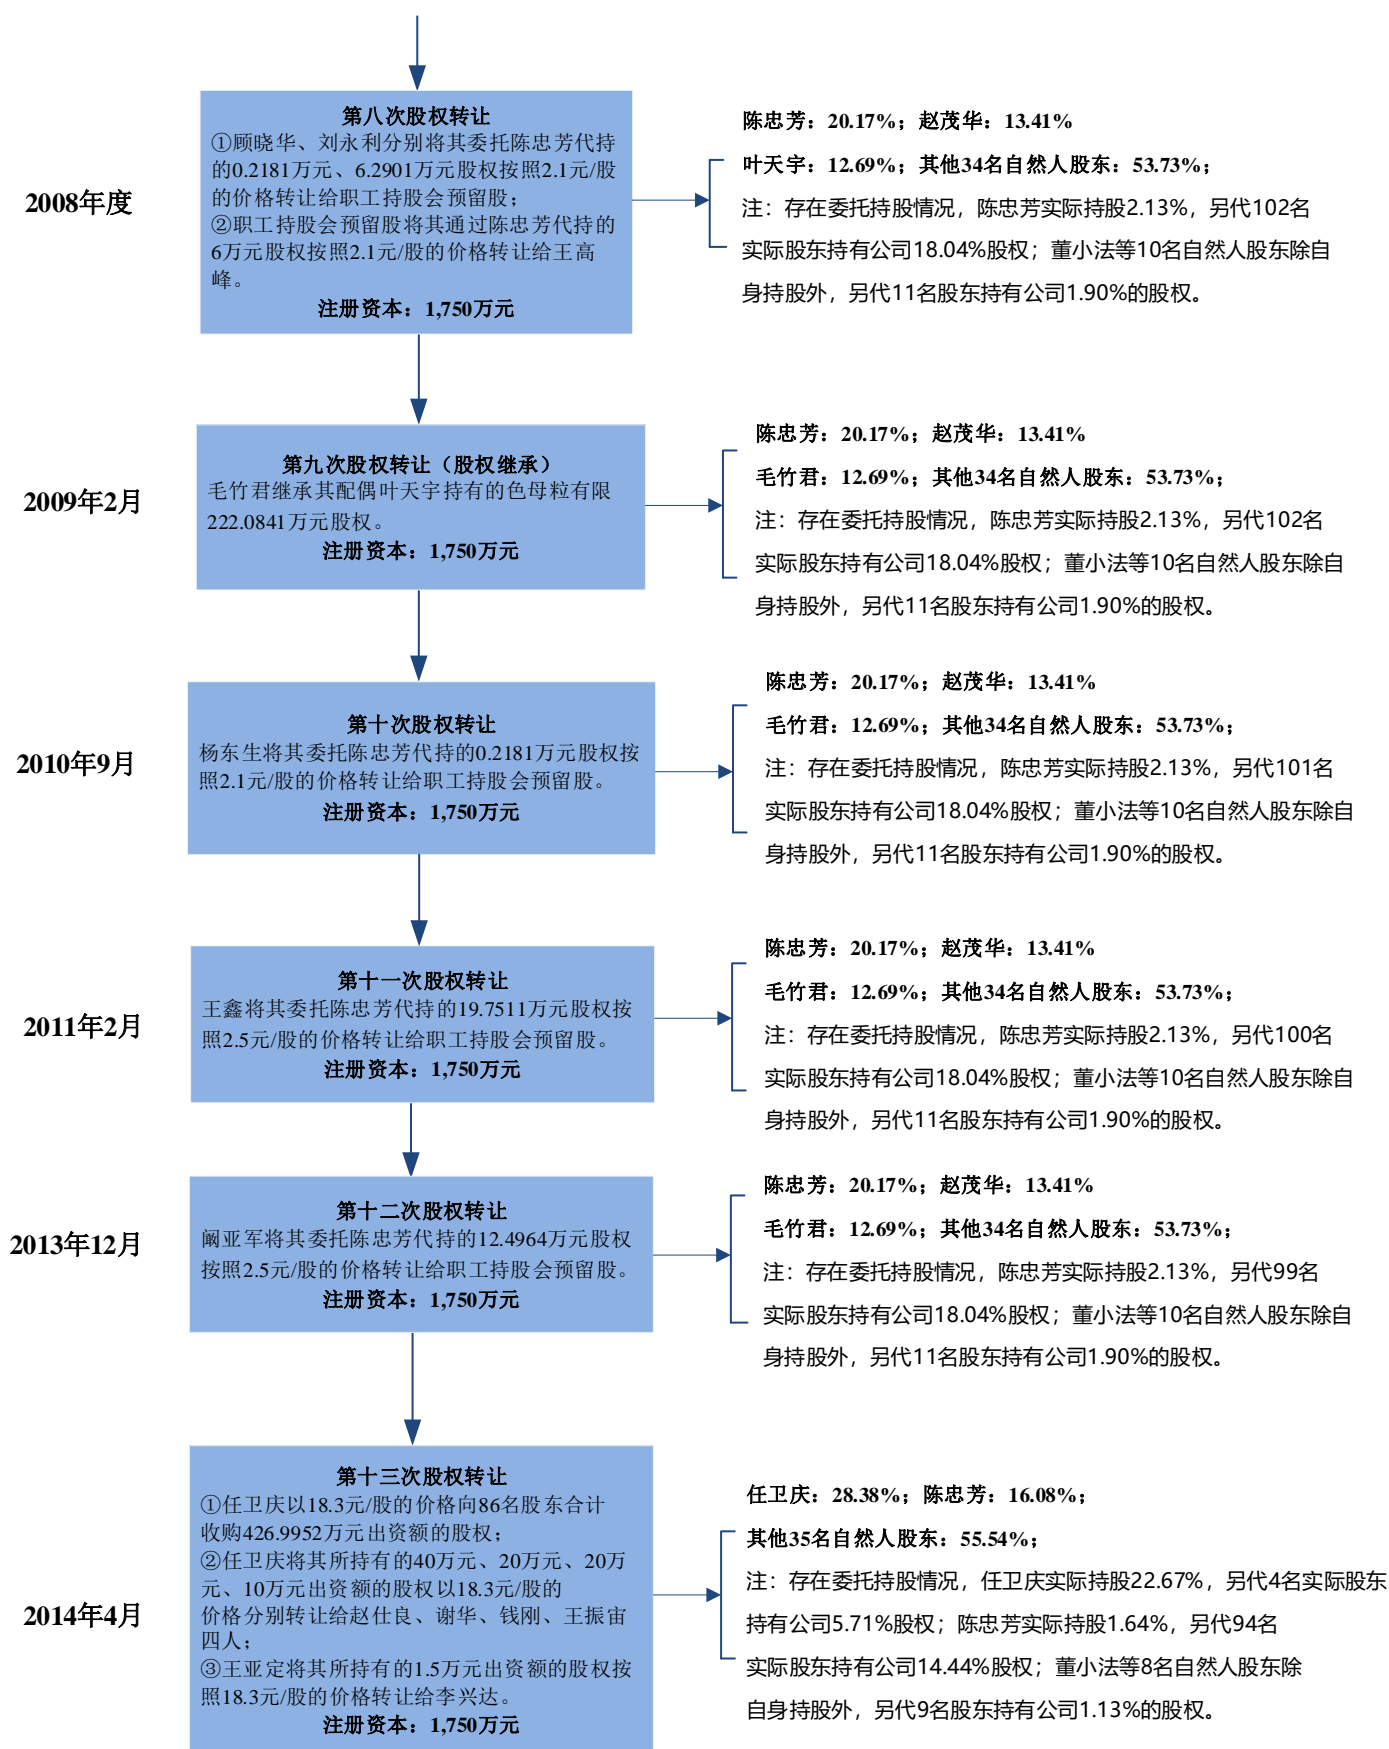 2008年度
第八次股权转让
①顾晓华、刘永利分别将其委托陈忠芳代持
的0.2181万元、6.2901万元股权按照2.1元/股
的价格转让给职工持股会预留股；
②职工持股会预留股将其通过陈忠芳代持的
6万元股权按照2.1元/股的价格转让给王高
峰。
注册资本：1,750万元
陈忠芳：20.17%；赵茂华：13.41%
叶天宇：12.69%；其他34名自然人股东：53.73%；
注：存在委托持股情况，陈忠芳实际持股2.13%，另代102名
实际股东持有公司18.04%股权；董小法等10名自然人股东除自
身持股外，另代11名股东持有公司1.90%的股权。
2009年2月
第九次股权转让（股权继承）
毛竹君继承其配偶叶天宇持有的色母粒有限
222.0841万元股权。
注册资本：1,750万元
陈忠芳：20.17%；赵茂华：13.41%
毛竹君：12.69%；其他34名自然人股东：53.73%；
注：存在委托持股情况，陈忠芳实际持股2.13%，另代102名
实际股东持有公司18.04%股权；董小法等10名自然人股东除自
身持股外，另代11名股东持有公司1.90%的股权。
2010年9月
第十次股权转让
杨东生将其委托陈忠芳代持的0.2181万元股权按
照2.1元/股的价格转让给职工持股会预留股。
注册资本：1,750万元
陈忠芳：20.17%；赵茂华：13.41%
毛竹君：12.69%；其他34名自然人股东：53.73%；
注：存在委托持股情况，陈忠芳实际持股2.13%，另代101名
实际股东持有公司18.04%股权；董小法等10名自然人股东除自
身持股外，另代11名股东持有公司1.90%的股权。
2011年2月
第十一次股权转让
王鑫将其委托陈忠芳代持的19.7511万元股权按
照2.5元/股的价格转让给职工持股会预留股。
注册资本：1,750万元
陈忠芳：20.17%；赵茂华：13.41%
毛竹君：12.69%；其他34名自然人股东：53.73%；
注：存在委托持股情况，陈忠芳实际持股2.13%，另代100名
实际股东持有公司18.04%股权；董小法等10名自然人股东除自
身持股外，另代11名股东持有公司1.90%的股权。
2013年12月
第十二次股权转让
阚亚军将其委托陈忠芳代持的12.4964万元股权
按照2.5元/股的价格转让给职工持股会预留股。
注册资本：1,750万元
陈忠芳：20.17%；赵茂华：13.41%
毛竹君：12.69%；其他34名自然人股东：53.73%；
注：存在委托持股情况，陈忠芳实际持股2.13%，另代99名
实际股东持有公司18.04%股权；董小法等10名自然人股东除自
身持股外，另代11名股东持有公司1.90%的股权。
2014年4月
第十三次股权转让
①任卫庆以18.3元/股的价格向86名股东合计
收购426.9952万元出资额的股权；
②任卫庆将其所持有的40万元、20万元、20万
元、10万元出资额的股权以18.3元/股的
价格分别转让给赵仕良、谢华、钱刚、王振宙
四人；
③王亚定将其所持有的1.5万元出资额的股权按
照18.3元/股的价格转让给李兴达。
注册资本：1,750万元
任卫庆：28.38%；陈忠芳：16.08%；
其他35名自然人股东：55.54%；
注：存在委托持股情况，任卫庆实际持股22.67%，另代4名实际股东
持有公司5.71%股权；陈忠芳实际持股1.64%，另代94名
实际股东持有公司14.44%股权；董小法等8名自然人股东除
自身持股外，另代9名股东持有公司1.13%的股权。